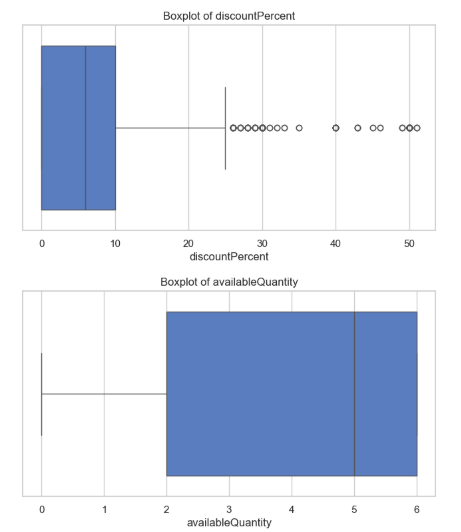 Boxplot of discountPercent
0 10 20 30 40 50
discountPercent
Boxplot of availableQuantity
0 1 2 3 4 5 6
availableQuantity